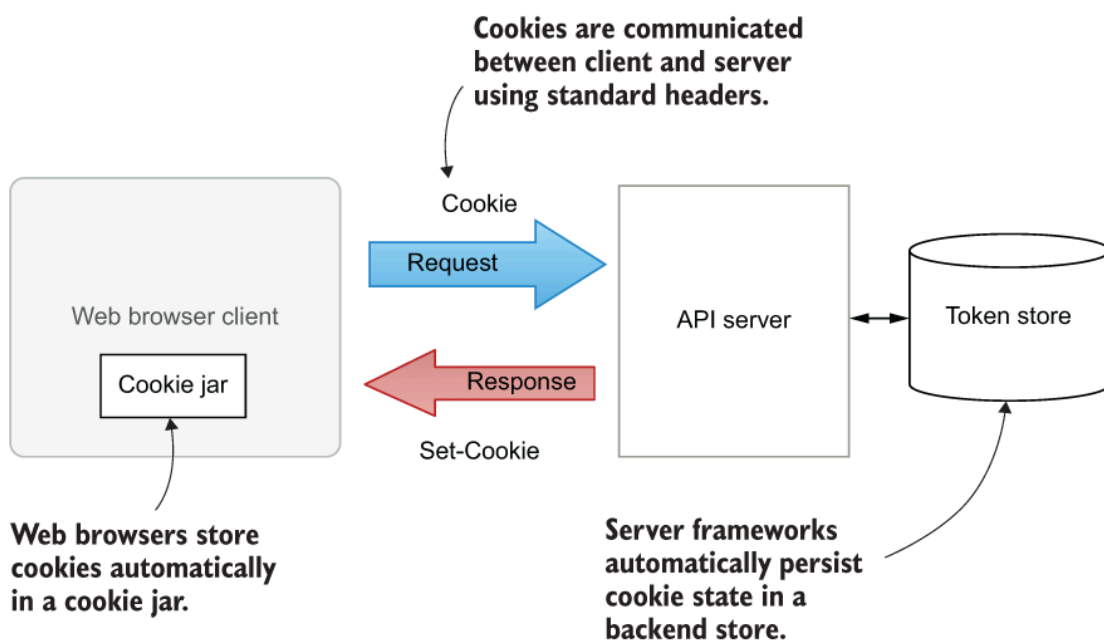 Cookies are communicated
between client and server
using standard headers.
Cookie
Request
Web browser client
Cookie jar
API server
Token store
Response
Set-Cookie
Web browsers store
cookies automatically
in a cookie jar.
Server frameworks
automatically persist
cookie state in a
backend store.